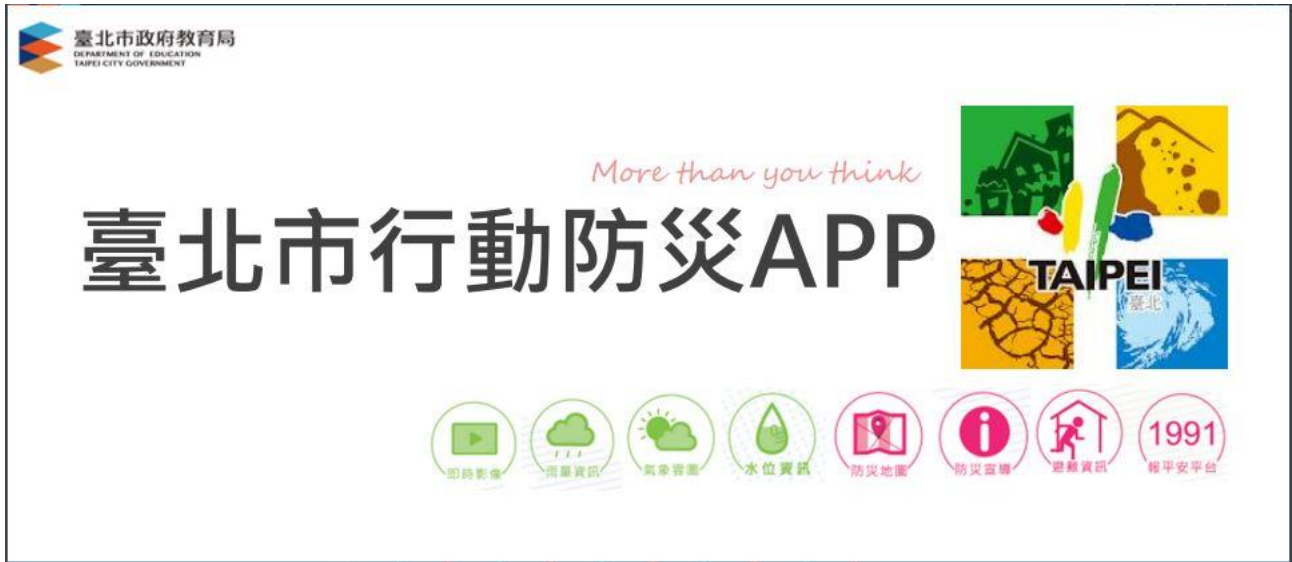 臺北市政府教育局
DEPARTMENT OF EDUCATION
TAIPEI CITY GOVERNMENT
More than you think
臺北市行動防災APP
TAIPEI
臺北
即時影像
雨量資訊
氣象雲圖
水位資訊
防災地圖
防災宣導
避難資訊
1991
報平安平台